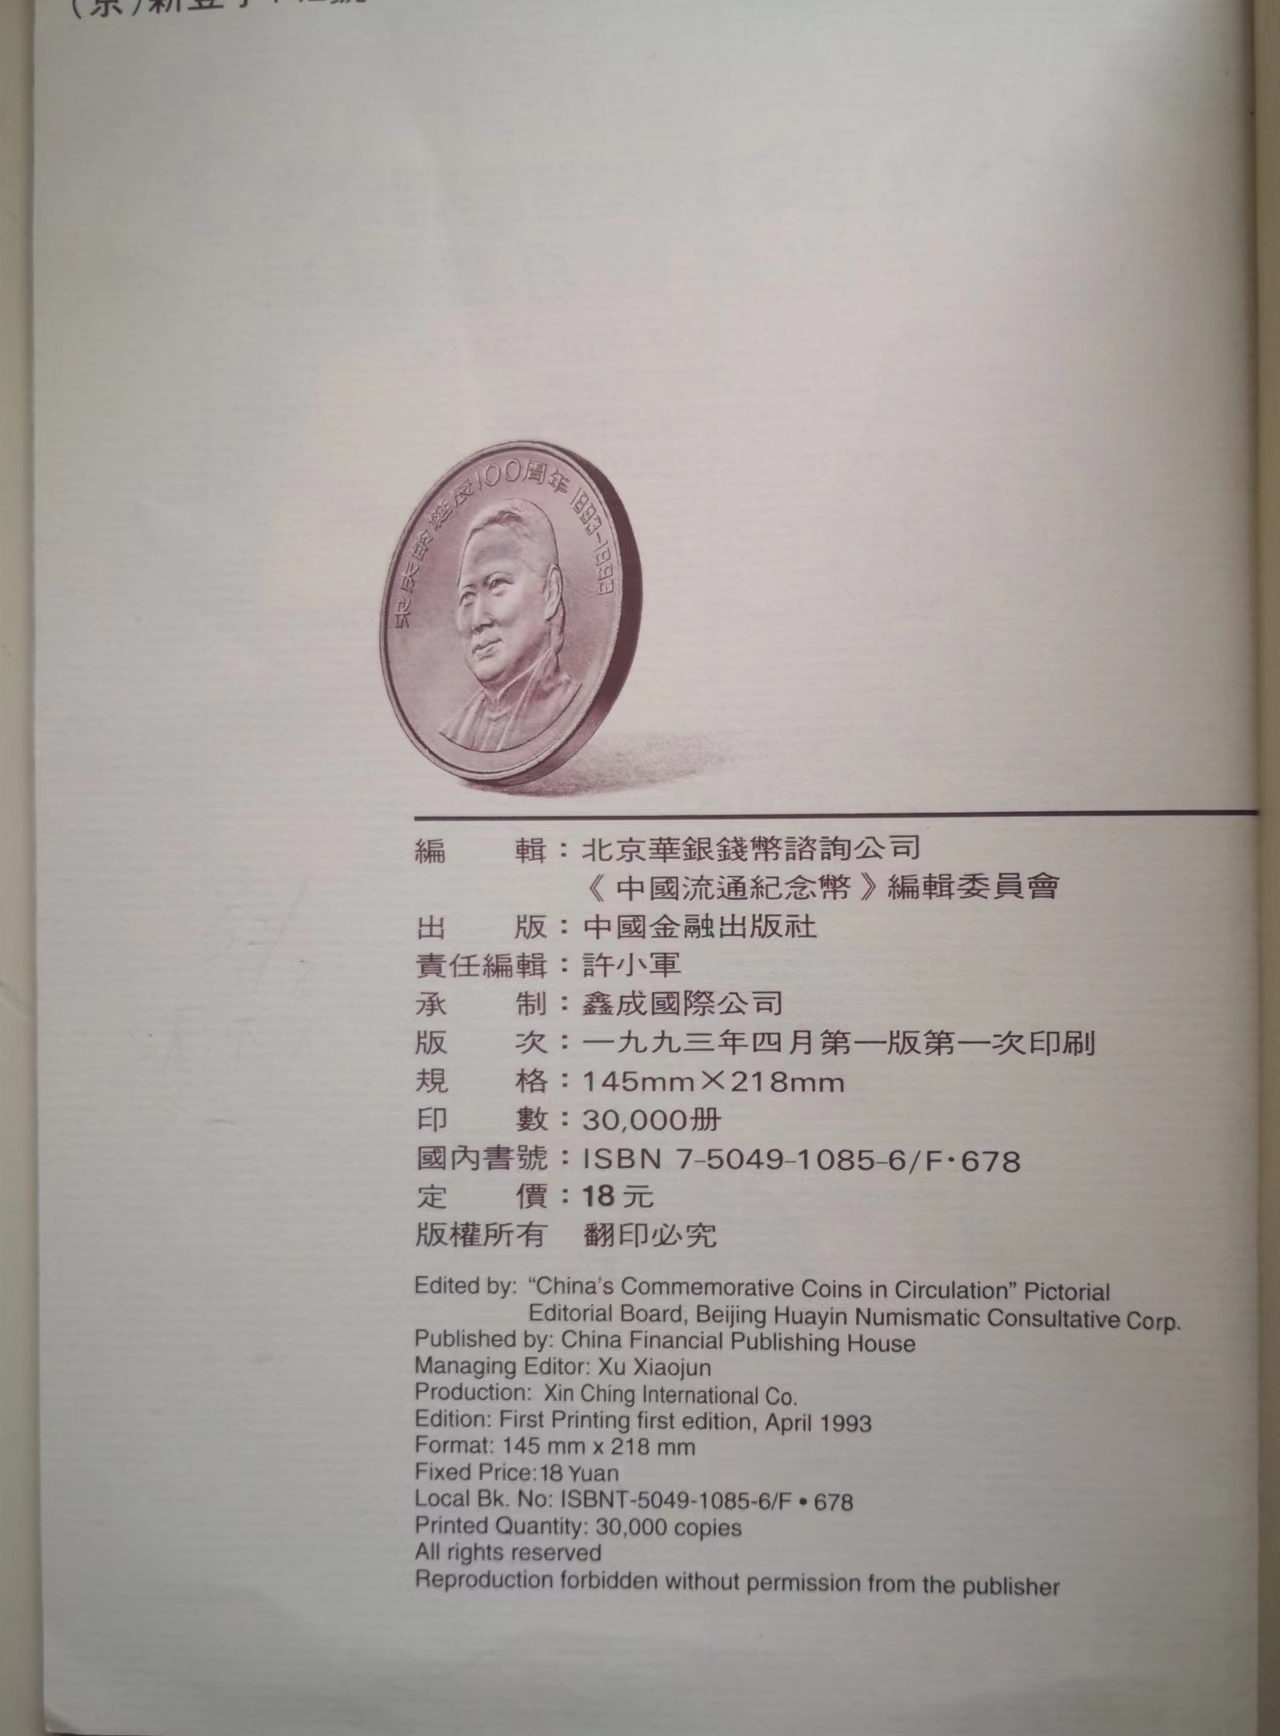 (京)新登字
宋慶齡誕辰100周年 1893-1993
編 輯：北京華銀錢幣諮詢公司
《中國流通紀念幣》編輯委員會
出 版：中國金融出版社
責任編輯：許小軍
承 制：鑫成國際公司
版 次：一九九三年四月第一版第一次印刷
規 格：145mm×218mm
印 數：30,000册
國內書號：ISBN 7-5049-1085-6/F·678
定 價：18元
版權所有 翻印必究
Edited by: “China's Commemorative Coins in Circulation” Pictorial
Editorial Board, Beijing Huayin Numismatic Consultative Corp.
Published by: China Financial Publishing House
Managing Editor: Xu Xiaojun
Production: Xin Ching International Co.
Edition: First Printing first edition, April 1993
Format: 145 mm x 218 mm
Fixed Price:18 Yuan
Local Bk. No: ISBNT-5049-1085-6/F • 678
Printed Quantity: 30,000 copies
All rights reserved
Reproduction forbidden without permission from the publisher